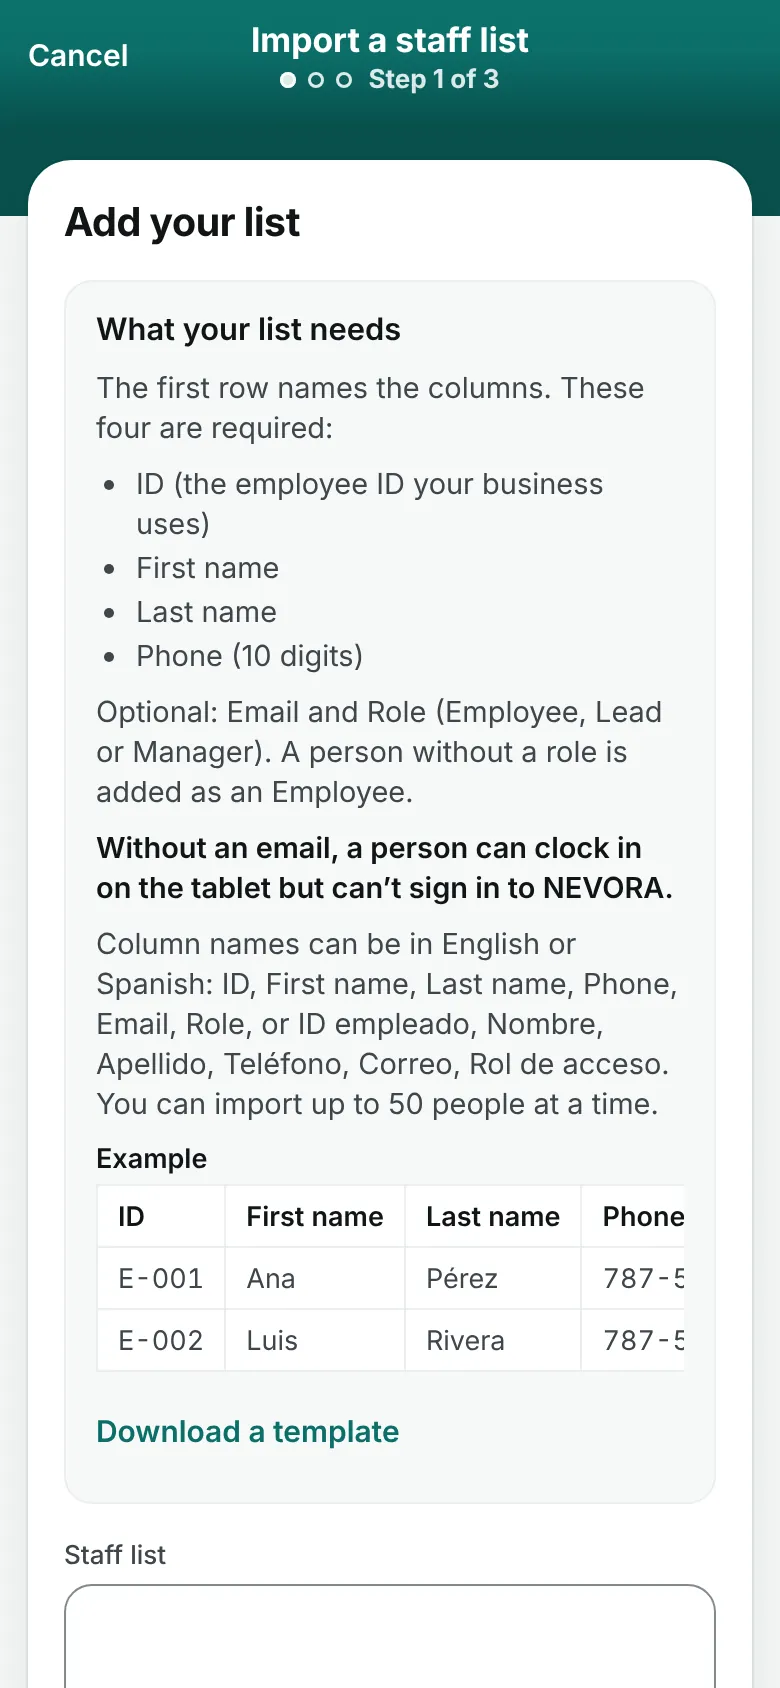 Cancel
Import a staff list
Step 1 of 3
Add your list
What your list needs
The first row names the columns. These
four are required:
• ID (the employee ID your business
uses)
• First name
• Last name
• Phone (10 digits)
Optional: Email and Role (Employee, Lead
or Manager). A person without a role is
added as an Employee.
Without an email, a person can clock in
on the tablet but can’t sign in to NEVORA.
Column names can be in English or
Spanish: ID, First name, Last name, Phone,
Email, Role, or ID empleado, Nombre,
Apellido, Teléfono, Correo, Rol de acceso.
You can import up to 50 people at a time.
Example
ID First name Last name Phone
E-001 Ana Pérez 787-5
E-002 Luis Rivera 787-5
Download a template
Staff list